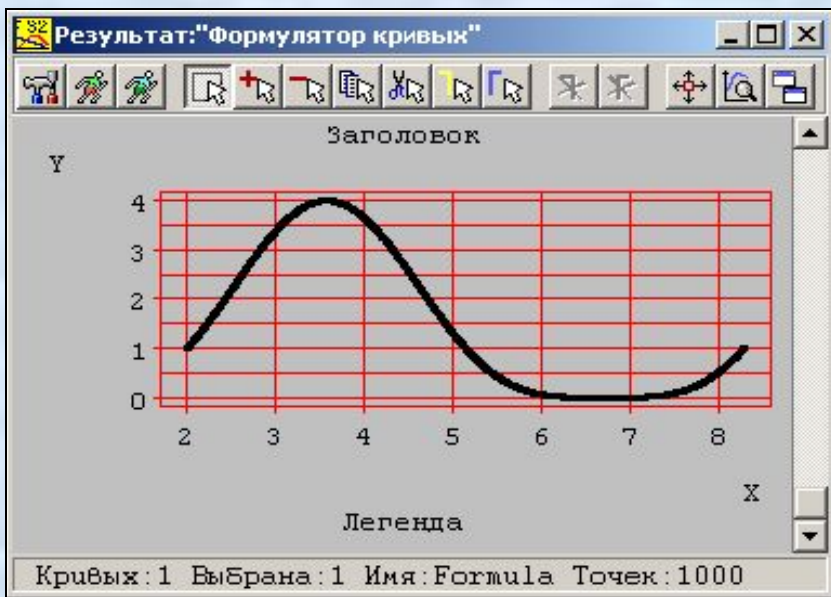 Результат:"Формулятор кривых"
Заголовок
Y
4
3
2
1
0
2 3 4 5 6 7 8
X
Легенда
Кривых:1 Выбрана:1 Имя:Formula Точек:1000